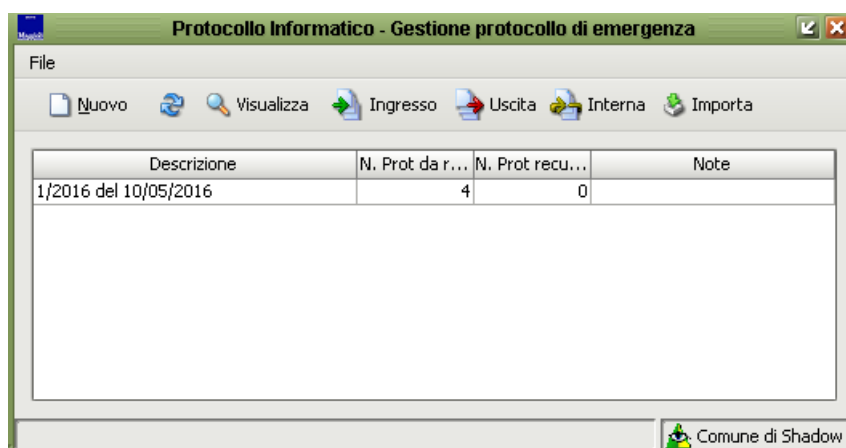 Protocollo Informatico - Gestione protocollo di emergenza
File
Nuovo Visualizza Ingresso Uscita Interna Importa
Descrizione N. Prot da r... N. Prot recu... Note
1/2016 del 10/05/2016 4 0
Comune di Shadow